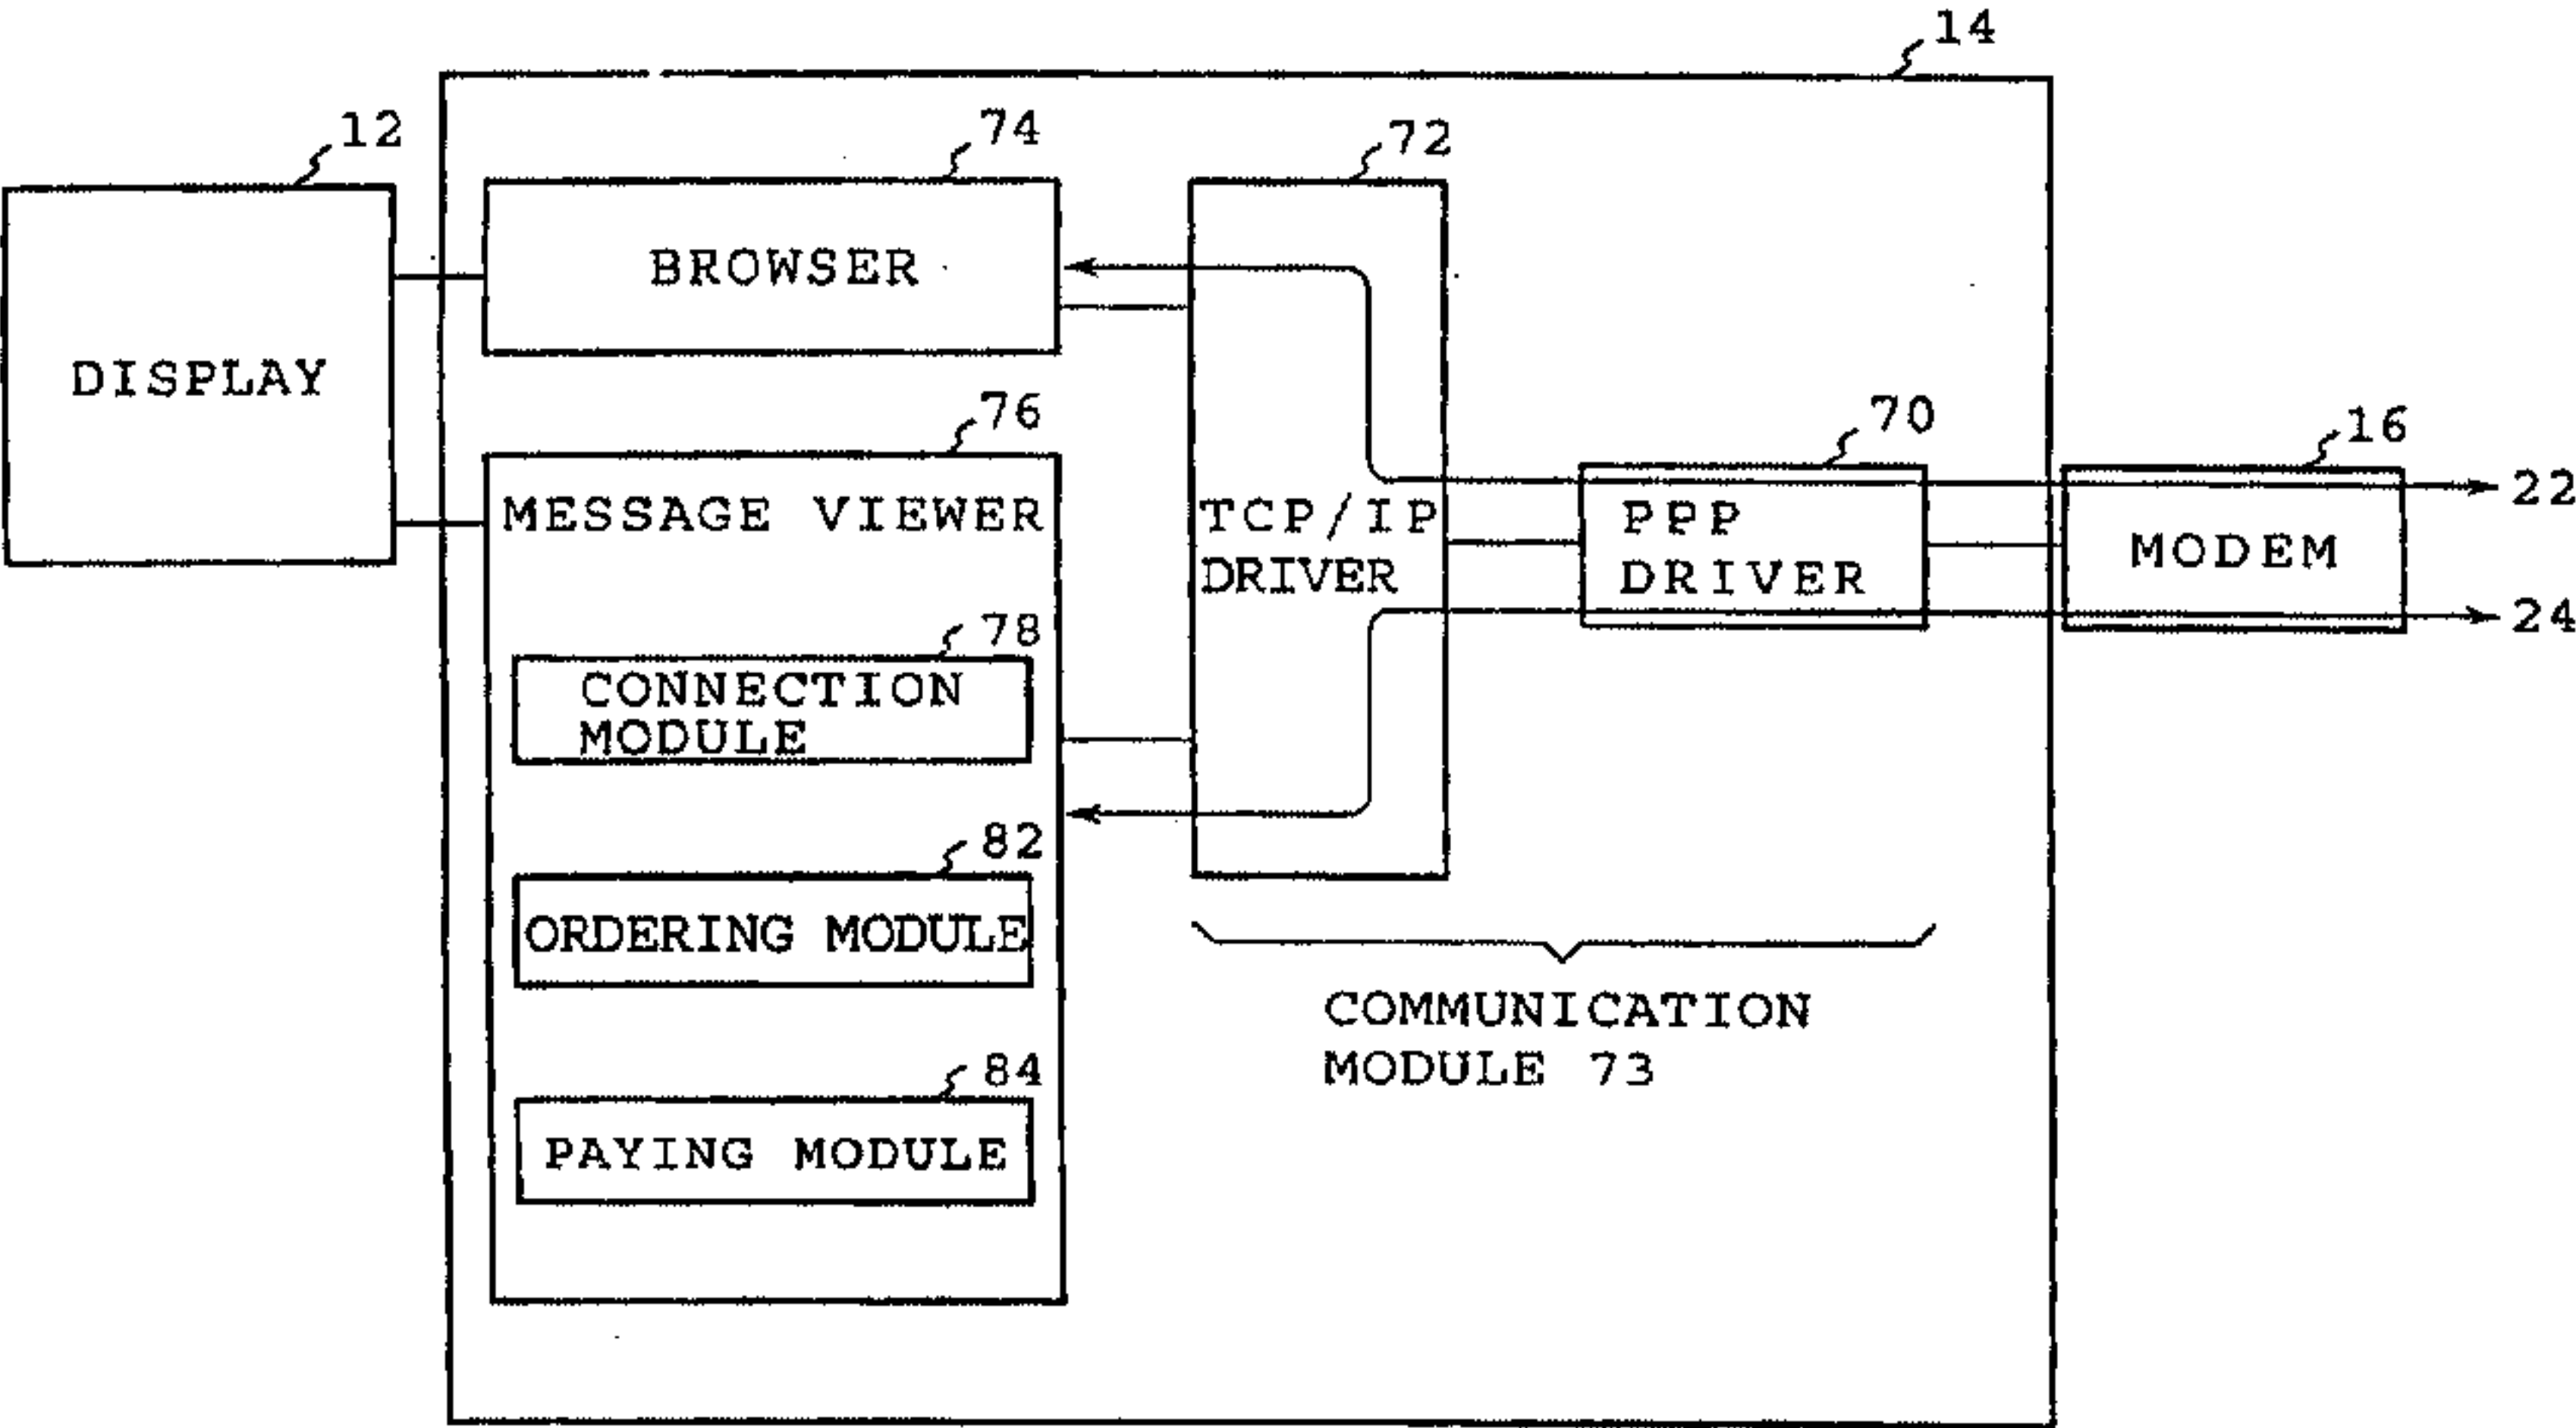 14
12
74
72
BROWSER
DISPLAY
76
70
16
MESSAGE VIEWER
TCP/IP
DRIVER
PPP
DRIVER
MODEM
22
24
78
CONNECTION
MODULE
82
ORDERING MODULE
COMMUNICATION
MODULE 73
84
PAYING MODULE